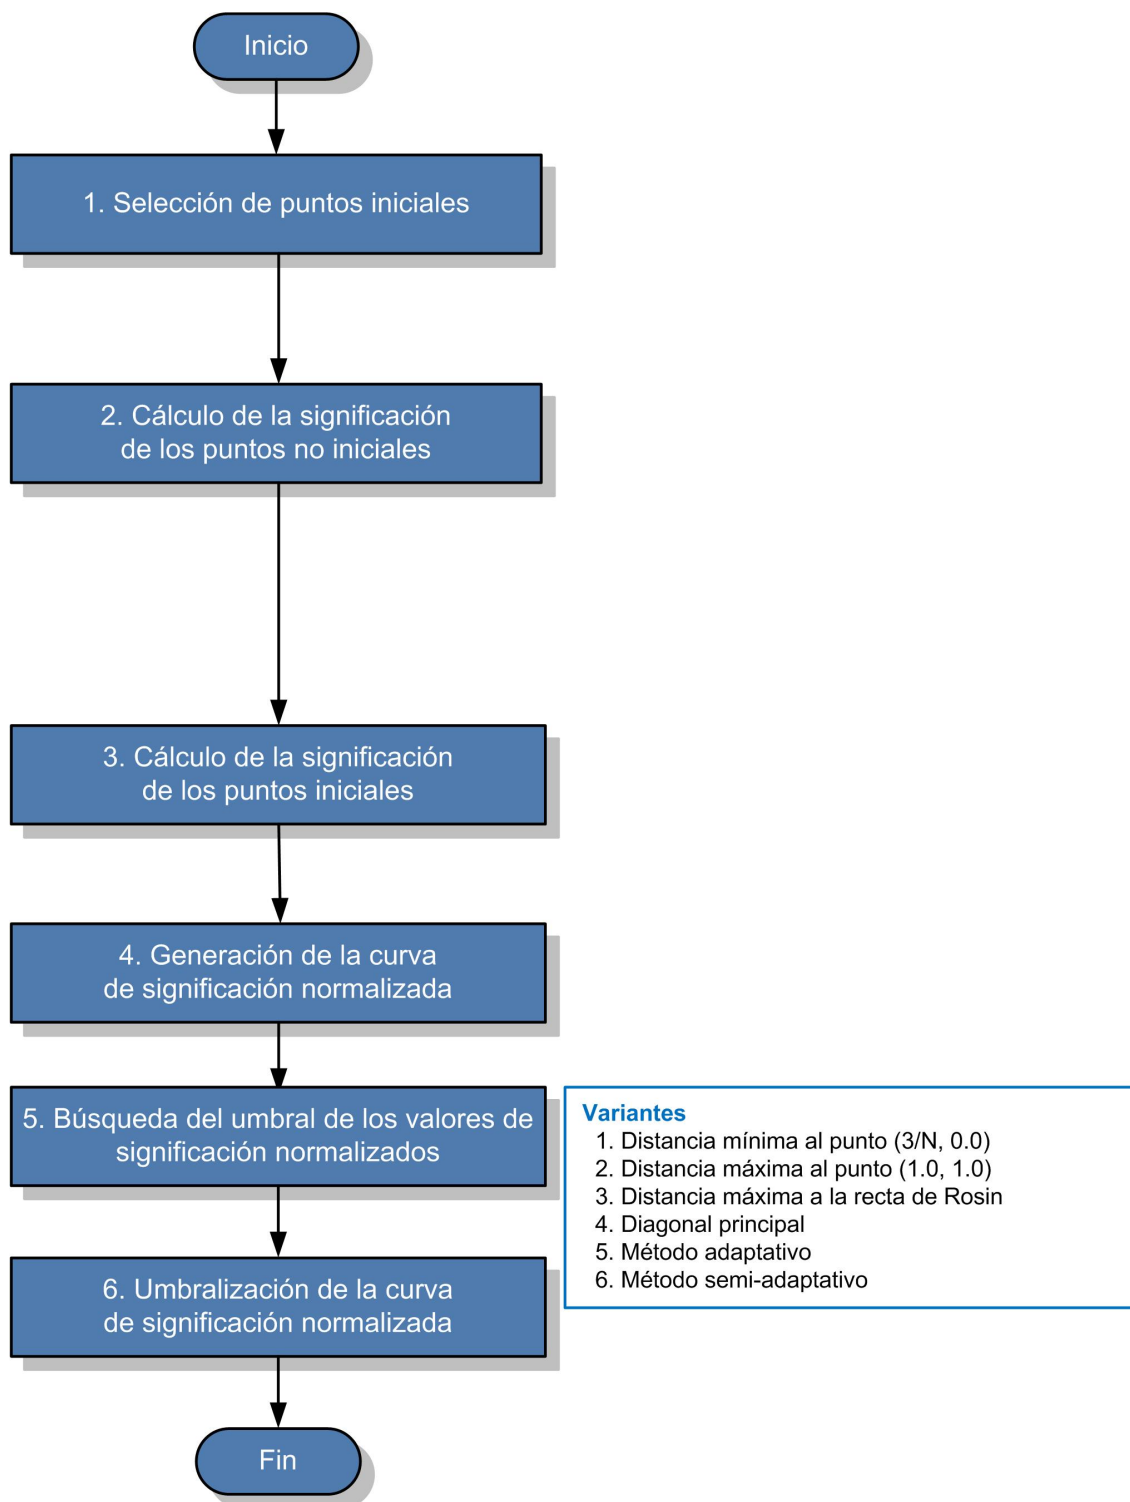 Inicio
1. Selección de puntos iniciales
2. Cálculo de la significación
de los puntos no iniciales
3. Cálculo de la significación
de los puntos iniciales
4. Generación de la curva
de significación normalizada
5. Búsqueda del umbral de los valores de
significación normalizados
Variantes
1. Distancia mínima al punto (3/N, 0.0)
2. Distancia máxima al punto (1.0, 1.0)
3. Distancia máxima a la recta de Rosin
4. Diagonal principal
5. Método adaptativo
6. Método semi-adaptativo
6. Umbralización de la curva
de significación normalizada
Fin